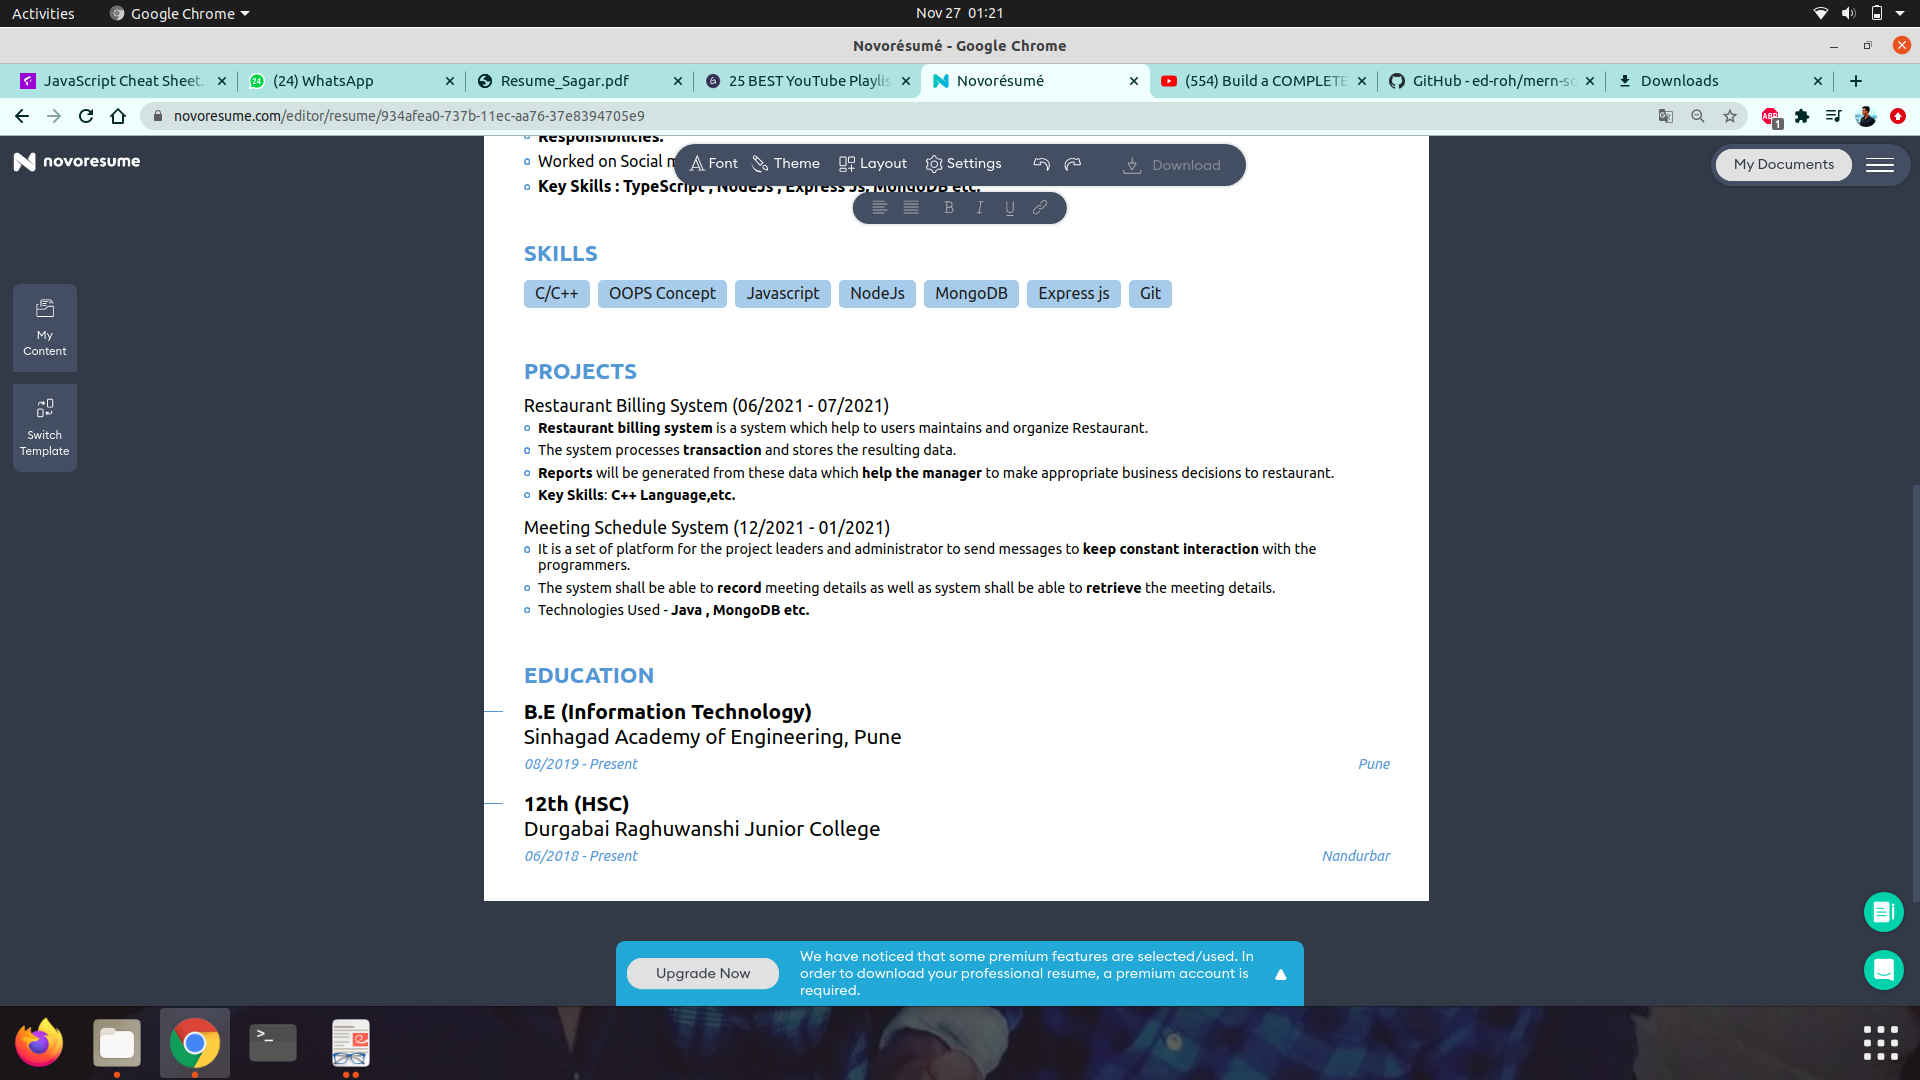 Activities
Google Chrome
Nov 27 01:21
Novorésumé - Google Chrome
JavaScript Cheat Sheet.
(24) WhatsApp
Resume_Sagar.pdf
25 BEST YouTube Playlis
Novorésumé
(554) Build a COMPLETE
GitHub - ed-roh/mern-so
Downloads
novoresume.com/editor/resume/934afea0-737b-11ec-aa76-37e8394705e9
ABP
1
novoresume
Font
Theme
Layout
Settings
Download
B I U
My Documents
My
Content
Switch
Template
Responsibilities:
Worked on Social m
Key Skills : TypeScript , NodeJs , Express Js, MongoDB etc.
SKILLS
C/C++
OOPS Concept
Javascript
NodeJs
MongoDB
Express js
Git
PROJECTS
Restaurant Billing System (06/2021 - 07/2021)
Restaurant billing system is a system which help to users maintains and organize Restaurant.
The system processes transaction and stores the resulting data.
Reports will be generated from these data which help the manager to make appropriate business decisions to restaurant.
Key Skills: C++ Language,etc.
Meeting Schedule System (12/2021 - 01/2021)
It is a set of platform for the project leaders and administrator to send messages to keep constant interaction with the
programmers.
The system shall be able to record meeting details as well as system shall be able to retrieve the meeting details.
Technologies Used - Java , MongoDB etc.
EDUCATION
B.E (Information Technology)
Sinhagad Academy of Engineering, Pune
08/2019 - Present
Pune
12th (HSC)
Durgabai Raghuwanshi Junior College
06/2018 - Present
Nandurbar
Upgrade Now
We have noticed that some premium features are selected/used. In
order to download your professional resume, a premium account is
required.